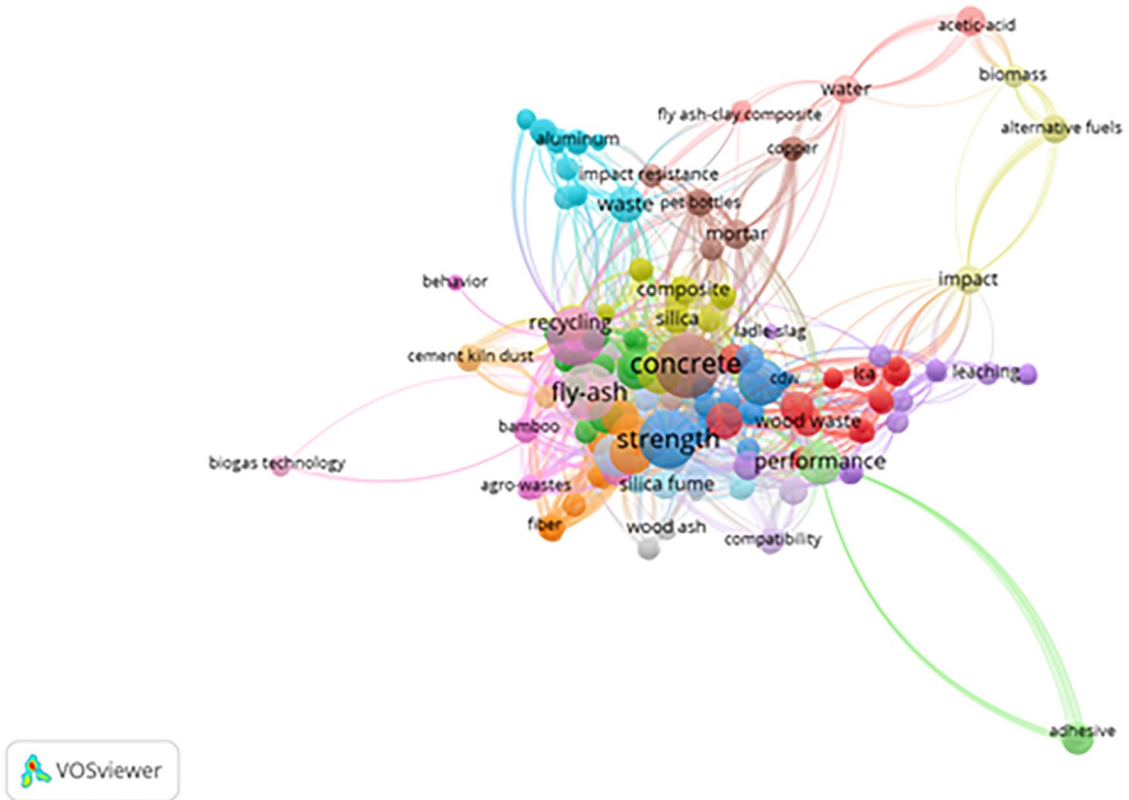 acetic-acid
biomass
water
fly ash-clay composite
alternative fuels
aluminum
copper
impact resistance
waste
pet bottles
mortar
behavior
impact
composite
silica
recycling
ladle slag
cement kiln dust
concrete
cdw
lca
leaching
fly-ash
bamboo
strength
wood waste
biogas technology
performance
agro-wastes
silica fume
fiber
wood ash
compatibility
adhesive
VOSviewer